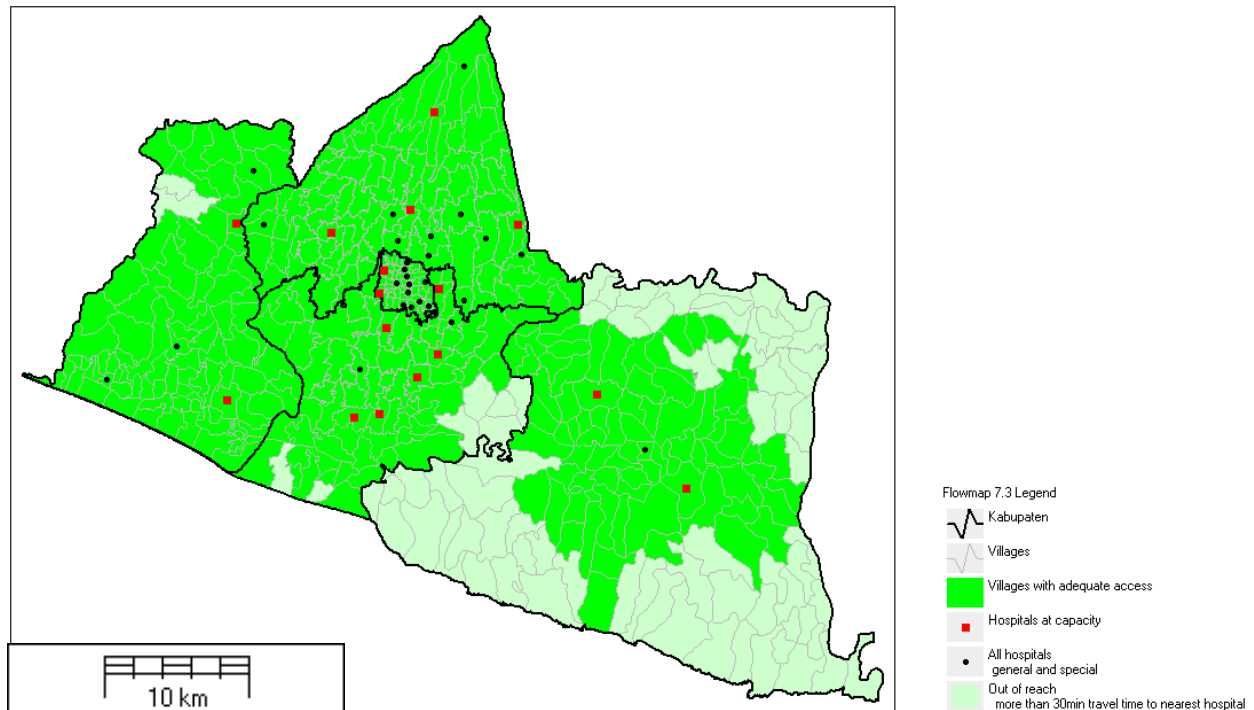 10 km
Flowmap 7.3 Legend
Kabupaten
Villages
Villages with adequate access
Hospitals at capacity
All hospitals
general and special
Out of reach
more than 30min travel time to nearest hospital